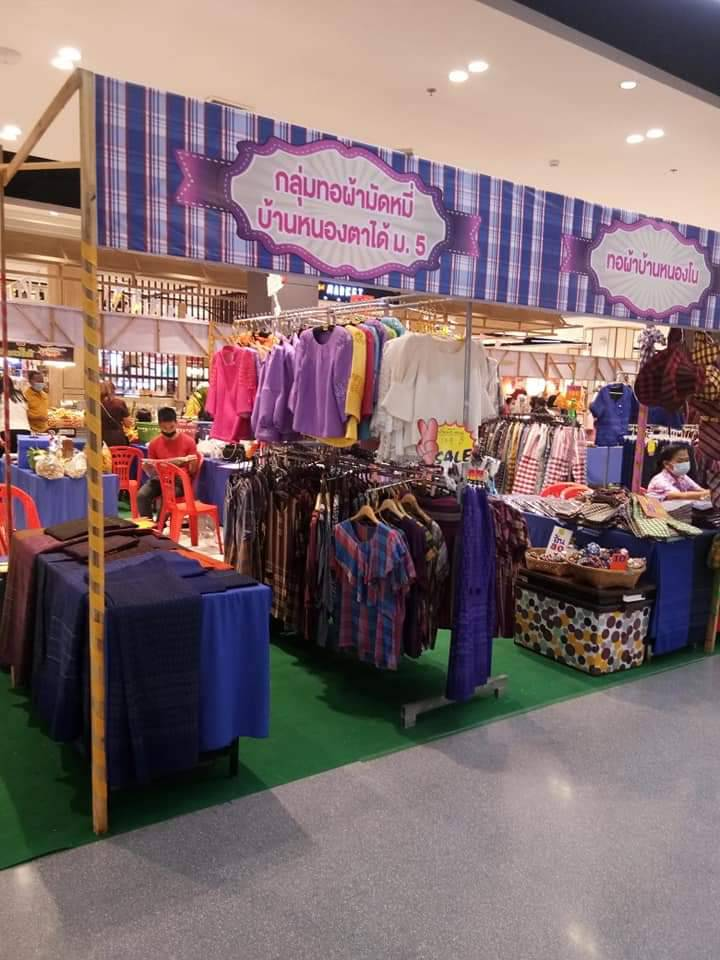 กลุ่มทอผ้ามัดหมี่
บ้านหนองตาได้ ม. 5
ทอผ้าบ้านหนองโน